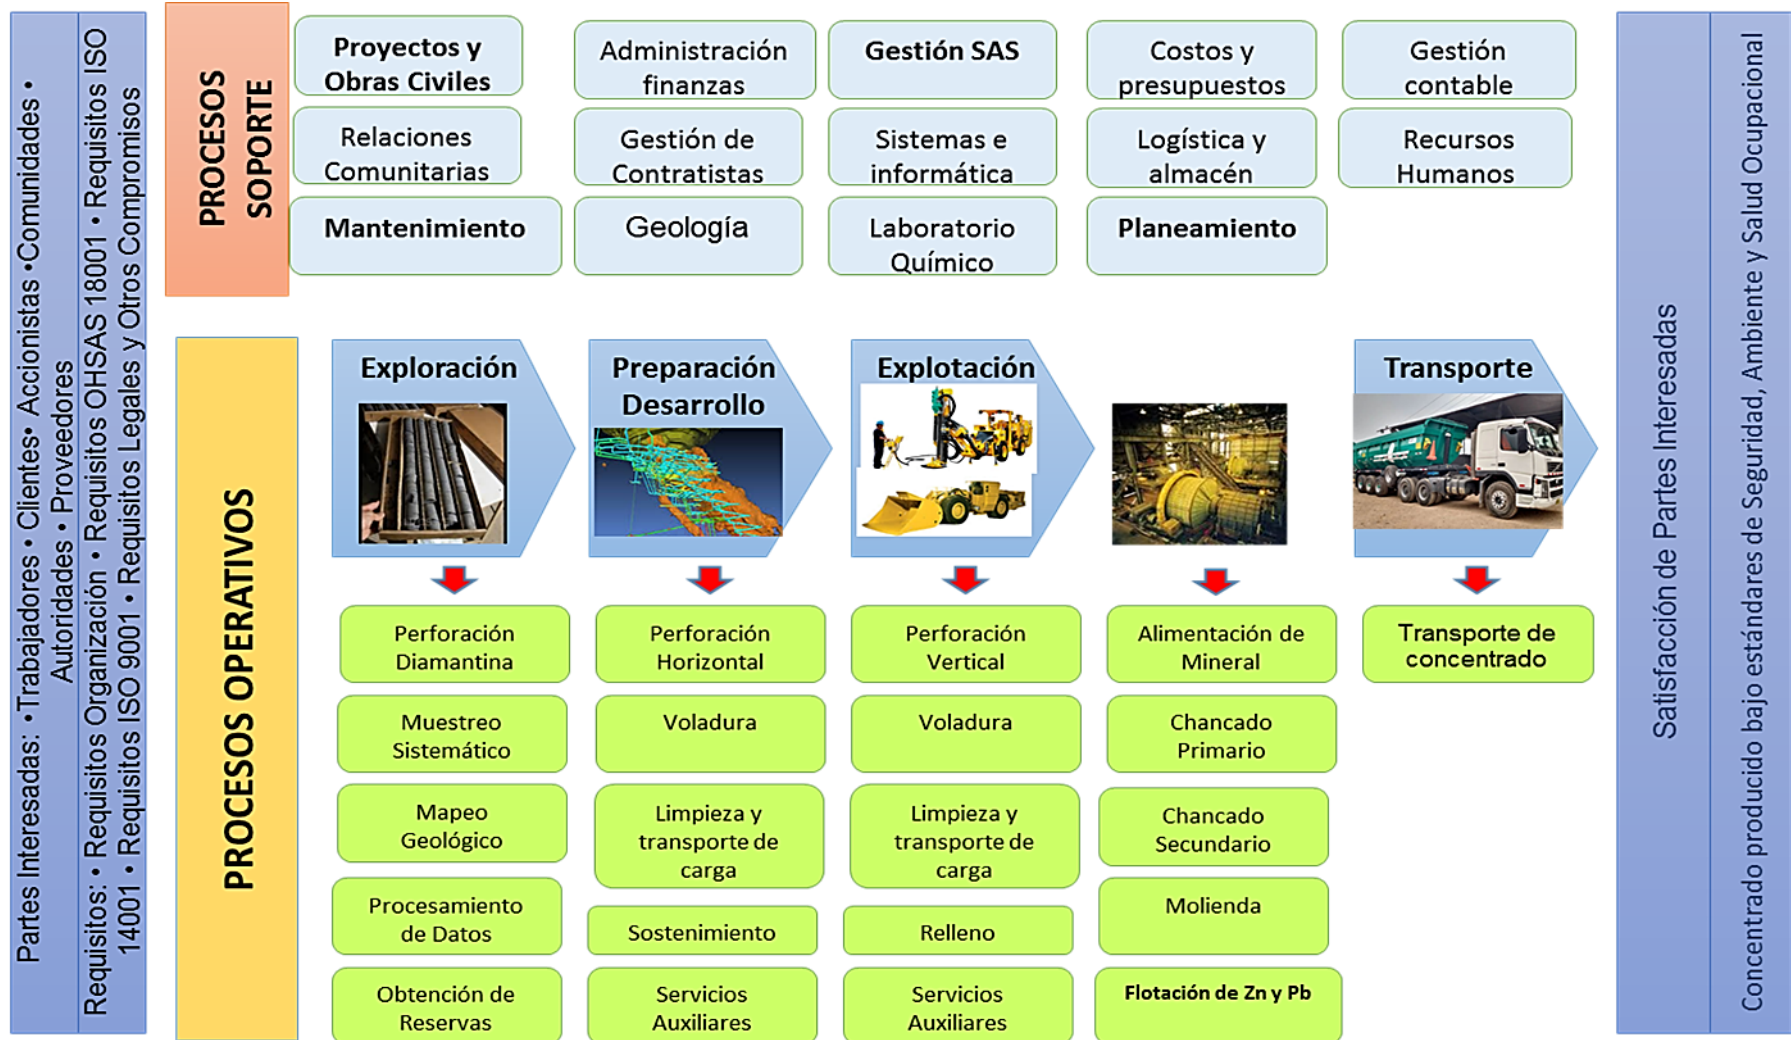 Partes Interesadas: •Trabajadores • Clientes• Accionistas •Comunidades •
Autoridades • Proveedores
Requisitos: • Requisitos Organización • Requisitos OHSAS 18001 • Requisitos ISO
14001 • Requisitos ISO 9001 • Requisitos Legales y Otros Compromisos
PROCESOS
SOPORTE
Proyectos y
Obras Civiles
Administración
finanzas
Gestión SAS
Costos y
presupuestos
Gestión
contable
Relaciones
Comunitarias
Gestión de
Contratistas
Sistemas e
informática
Logística y
almacén
Recursos
Humanos
Mantenimiento
Geología
Laboratorio
Químico
Planeamiento
PROCESOS OPERATIVOS
Exploración
Preparación
Desarrollo
Explotación
Transporte
Perforación
Diamantina
Muestreo
Sistemático
Mapeo
Geológico
Procesamiento
de Datos
Obtención de
Reservas
Perforación
Horizontal
Voladura
Limpieza y
transporte de
carga
Sostenimiento
Servicios
Auxiliares
Perforación
Vertical
Voladura
Limpieza y
transporte de
carga
Relleno
Servicios
Auxiliares
Alimentación de
Mineral
Chancado
Primario
Chancado
Secundario
Molienda
Flotación de Zn y Pb
Transporte de
concentrado
Satisfacción de Partes Interesadas
Concentrado producido bajo estándares de Seguridad, Ambiente y Salud Ocupacional